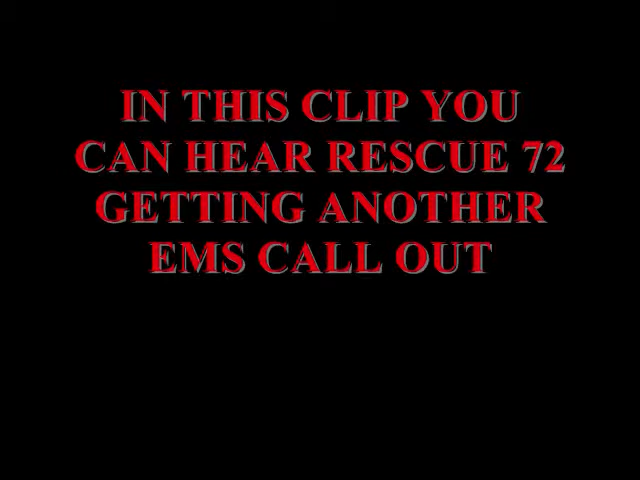 IN THIS CLIP YOU
CAN HEAR RESCUE 72
GETTING ANOTHER
EMS CALL OUT